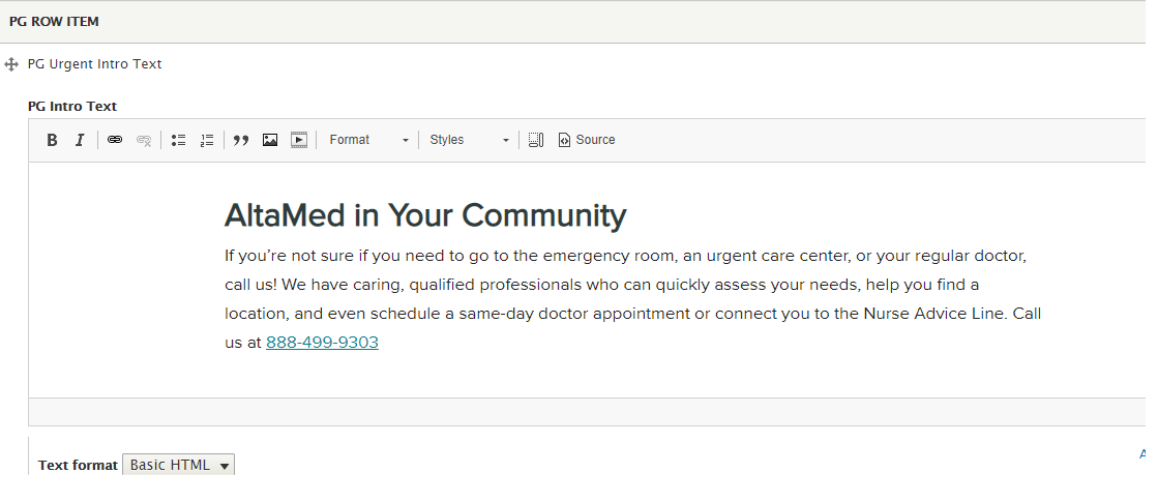 PG ROW ITEM
PG Urgent Intro Text
PG Intro Text
B I Format Styles Source
AltaMed in Your Community
If you’re not sure if you need to go to the emergency room, an urgent care center, or your regular doctor,
call us! We have caring, qualified professionals who can quickly assess your needs, help you find a
location, and even schedule a same-day doctor appointment or connect you to the Nurse Advice Line. Call
us at 888-499-9303
Text format Basic HTML